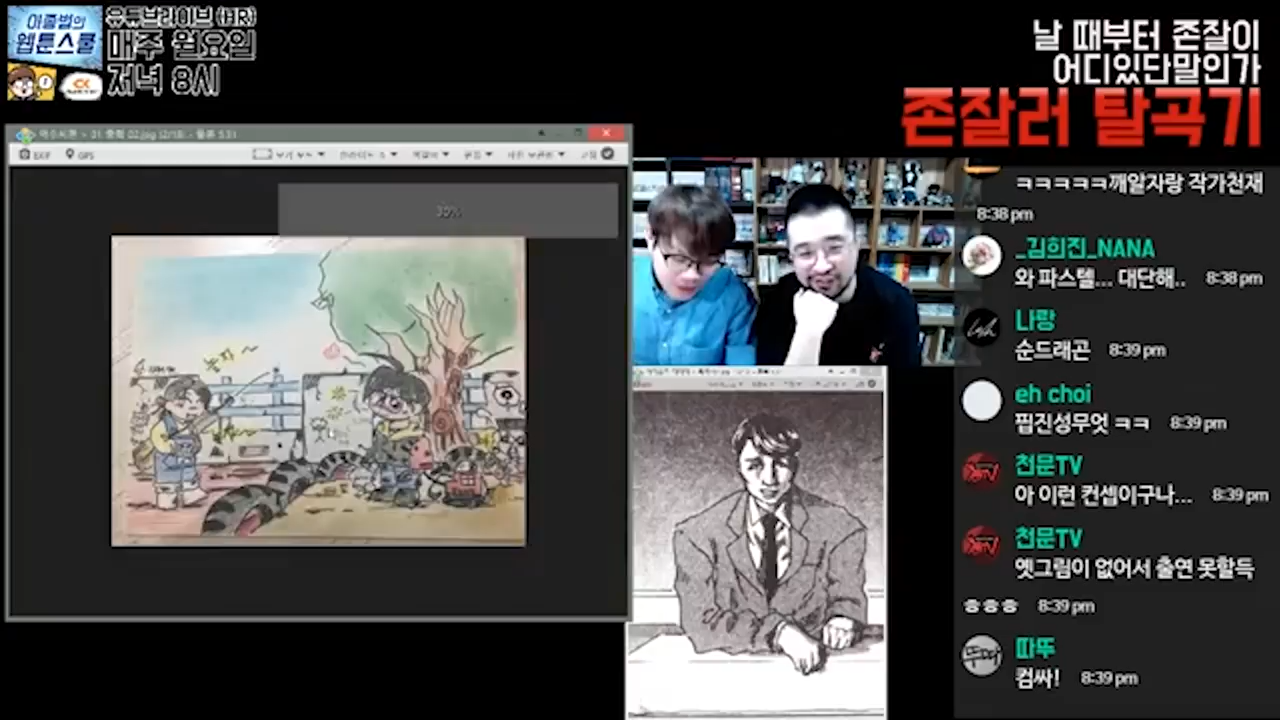 이종범의
웹툰스쿨
유튜브라이브 (HR)
매주 월요일
저녁 8시
날 때부터 존잘이
어디있단말인가
존잘러 탈곡기
EXIF
GPS
30%
ㅋㅋㅋㅋㅋ깨알자랑 작가천재
8:38 pm
_김희진_NANA
와 파스텔... 대단해.. 8:38 pm
나팡
순드래곤 8:39 pm
eh choi
핍진성무엇 ㅋㅋ 8:39 pm
천문TV
아 이런 컨셉이구나... 8:39 pm
천문TV
옛그림이 없어서 출연 못할득
ㅎㅎㅎ 8:39 pm
따뚜
컴싸! 8:39 pm